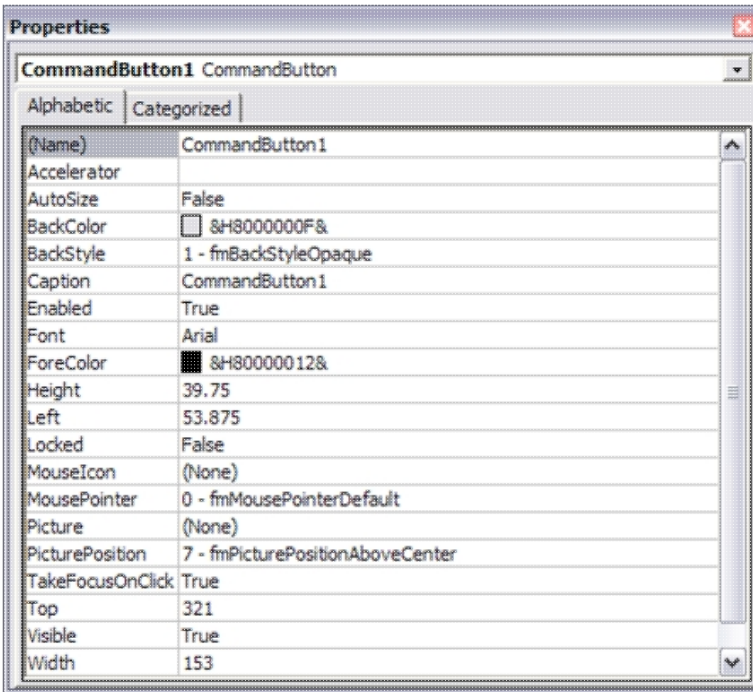 Properties
CommandButton1 CommandButton
Alphabetic Categorized
(Name) CommandButton1
Accelerator
AutoSize False
BackColor &H8000000F&
BackStyle 1 - fmBackStyleOpaque
Caption CommandButton1
Enabled True
Font Arial
ForeColor &H80000012&
Height 39.75
Left 53.875
Locked False
MouseIcon (None)
MousePointer 0 - fmMousePointerDefault
Picture (None)
PicturePosition 7 - fmPicturePositionAboveCenter
TakeFocusOnClick True
Top 321
Visible True
Width 153